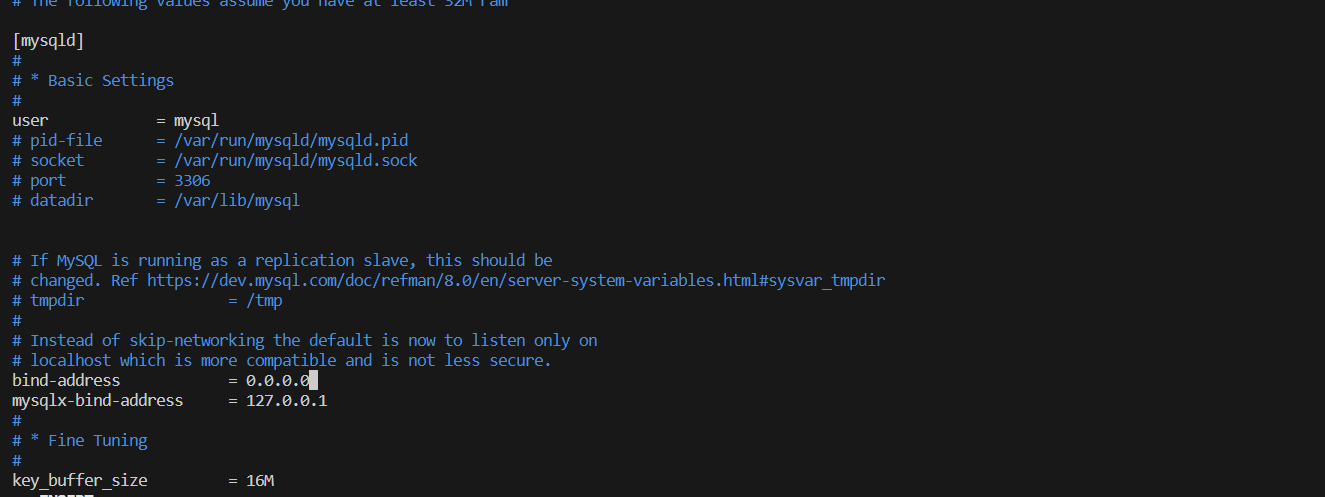 # The following values assume you have at least 32M ram
[mysqld]
#
# * Basic Settings
#
user            = mysql
# pid-file      = /var/run/mysqld/mysqld.pid
# socket        = /var/run/mysqld/mysqld.sock
# port          = 3306
# datadir       = /var/lib/mysql
# If MySQL is running as a replication slave, this should be
# changed. Ref https://dev.mysql.com/doc/refman/8.0/en/server-system-variables.html#sysvar_tmpdir
# tmpdir                = /tmp
#
# Instead of skip-networking the default is now to listen only on
# localhost which is more compatible and is not less secure.
bind-address            = 0.0.0.0
mysqlx-bind-address     = 127.0.0.1
#
# * Fine Tuning
#
key_buffer_size         = 16M